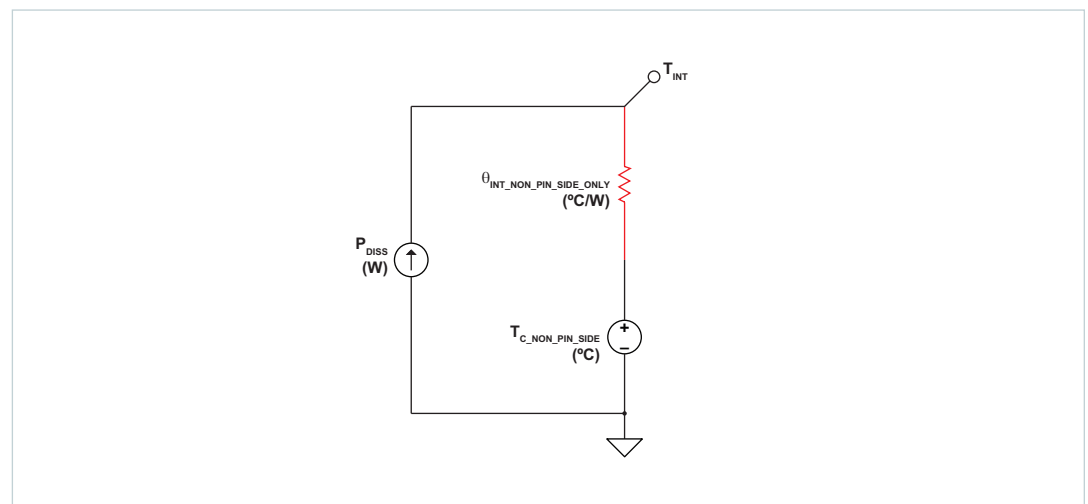 T_INT
θ_INT_NON_PIN_SIDE_ONLY
(ºC/W)
P_DISS
(W)
+
T_C_NON_PIN_SIDE
–
(ºC)